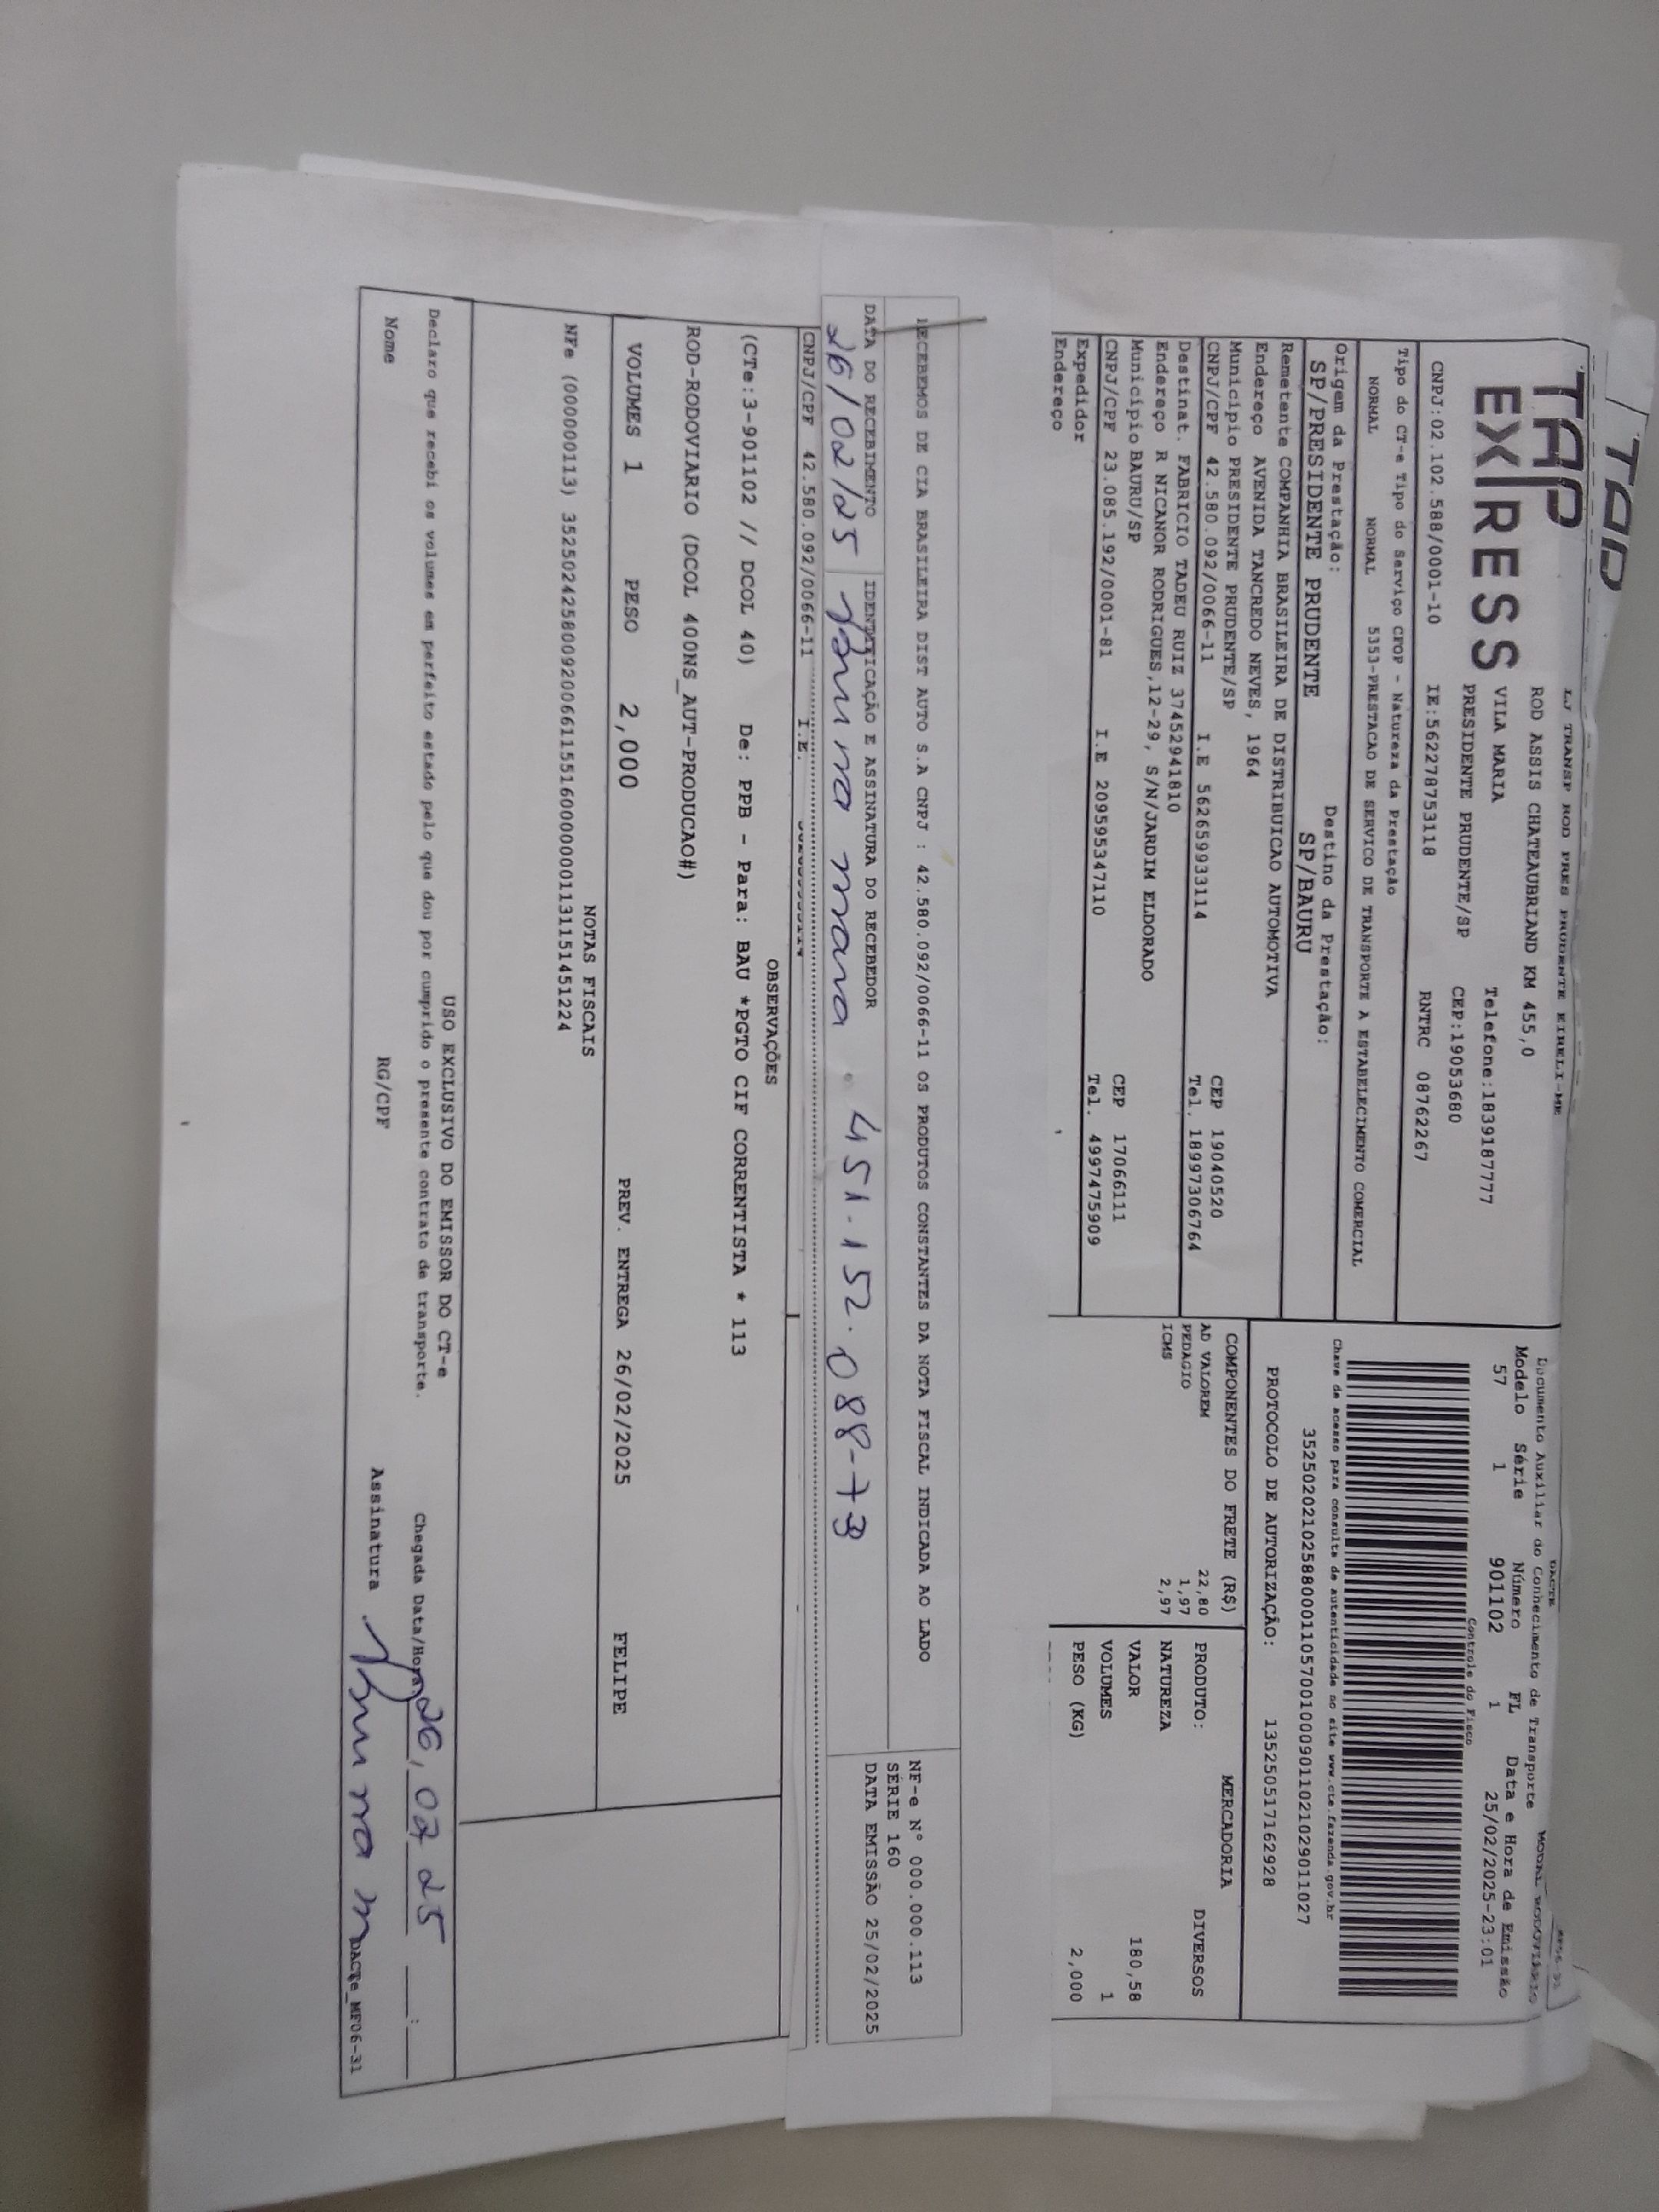 TAP
EXPRESS
LJ TRANSP ROD PRES PRUDENTE EIRELI-ME
ROD ASSIS CHATEAUBRIAND KM 455,0
VILA MARIA Telefone:1839187777
PRESIDENTE PRUDENTE/SP CEP:19053680
CNPJ:02.102.588/0001-10 IE:562278753118 RNTRC 08762267
Tipo do CT-e Tipo do Serviço CFOP - Natureza da Prestação
NORMAL NORMAL 5353-PRESTACAO DE SERVICO DE TRANSPORTE A ESTABELECIMENTO COMERCIAL
Origem da Prestação: Destino da Prestação:
SP/PRESIDENTE PRUDENTE SP/BAURU
Remetente COMPANHIA BRASILEIRA DE DISTRIBUICAO AUTOMOTIVA
Endereço AVENIDA TANCREDO NEVES, 1964
Município PRESIDENTE PRUDENTE/SP CEP 19040520
CNPJ/CPF 42.580.092/0066-11 I.E 562659933114 Tel. 18997306764
Destinat. FABRICIO TADEU RUIZ 37452941810
Endereço R NICANOR RODRIGUES,12-29, S/N/JARDIM ELDORADO
Município BAURU/SP CEP 17066111
CNPJ/CPF 23.085.192/0001-81 I.E 209595347110 Tel. 4997475909
Expedidor
Endereço
DACTE
Documento Auxiliar do Conhecimento de Transporte MODAL RODOVIÁRIO
Modelo Série Número FL Data e Hora de Emissão
57 1 901102 1 25/02/2025-23:01
Controle do Fisco
Chave de acesso para consulta de autenticidade no site www.cte.fazenda.gov.br
35250202102588000110570010009011021029011027
PROTOCOLO DE AUTORIZAÇÃO: 135250517162928
COMPONENTES DO FRETE (R$)
AD VALOREM 22,80
PEDAGIO 1,97
ICMS 2,97
MERCADORIA
PRODUTO: DIVERSOS
NATUREZA
VALOR 180,58
VOLUMES 1
PESO (KG) 2,000
RECEBEMOS DE CIA BRASILEIRA DIST AUTO S.A CNPJ : 42.580.092/0066-11 OS PRODUTOS CONSTANTES DA NOTA FISCAL INDICADA AO LADO
DATA DO RECEBIMENTO IDENTIFICAÇÃO E ASSINATURA DO RECEBEDOR
26/02/25 451.152.088-73
NF-e N° 000.000.113
SÉRIE 160
DATA EMISSÃO 25/02/2025
CNPJ/CPF 42.580.092/0066-11 I.E.
OBSERVAÇÕES
(CTe:3-901102 // DCOL 40) De: PPB - Para: BAU *PGTO CIF CORRENTISTA * 113
ROD-RODOVIARIO (DCOL 400NS_AUT-PRODUCAO#)
VOLUMES 1 PESO 2,000 PREV. ENTREGA 26/02/2025 FELIPE
NOTAS FISCAIS
NFe (00000113) 35250242580092006611551600000001131151451224
USO EXCLUSIVO DO EMISSOR DO CT-e
Declaro que recebi os volumes em perfeito estado pelo que dou por cumprido o presente contrato de transporte. Chegada Data/Hora 26,02 25 :
Nome RG/CPF Assinatura
DACTe_MF06-31